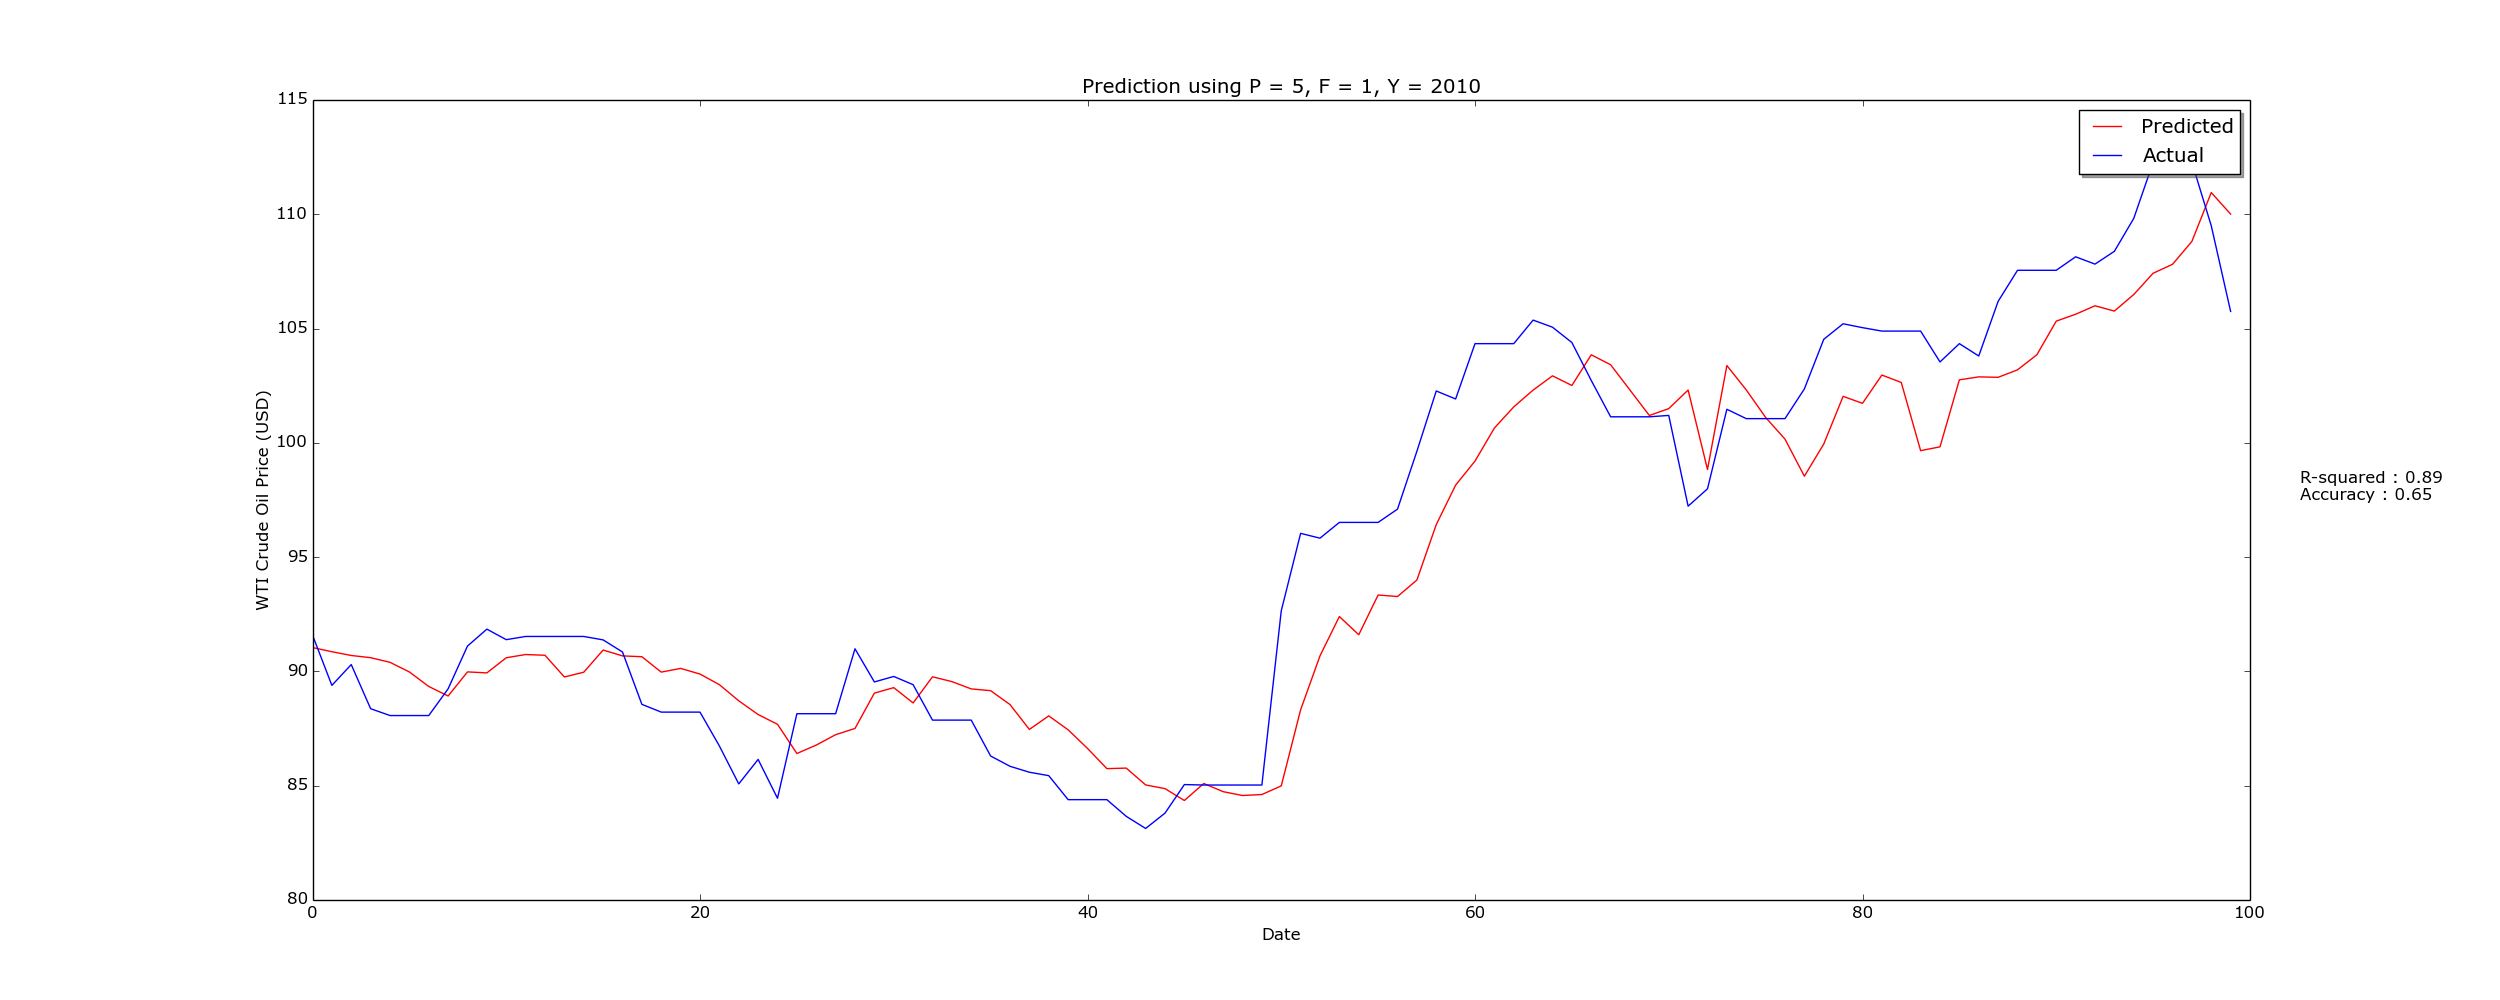 Prediction using P = 5, F = 1, Y = 2010
115
110
105
100
95
90
85
80
WTI Crude Oil Price (USD)
Predicted
Actual
R-squared : 0.89
Accuracy : 0.65
0 20 40 60 80 100
Date